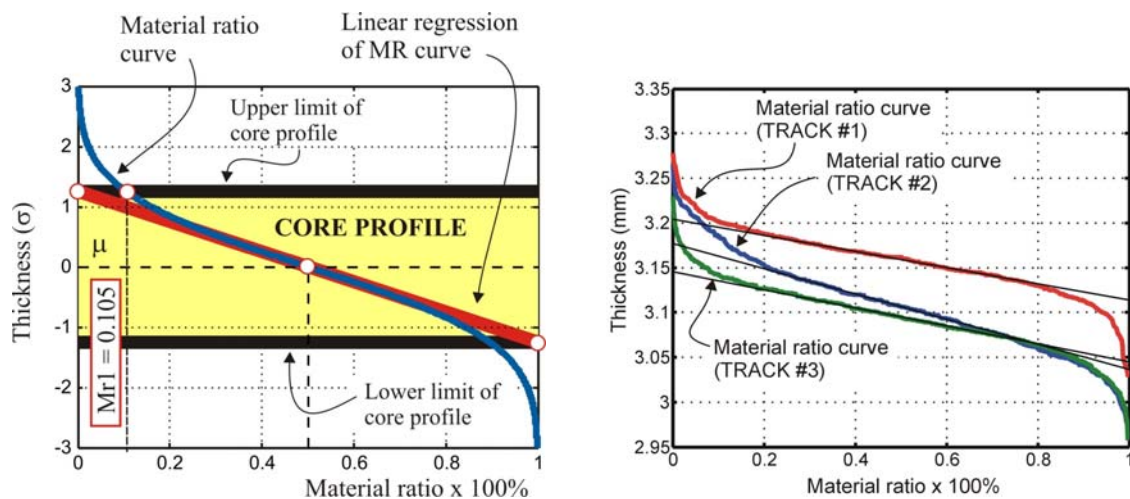 Material ratio
curve
Linear regression
of MR curve
Upper limit of
core profile
3
2
1
0
-1
-2
-3
Thickness (σ)
CORE PROFILE
μ
Mr1 = 0.105
Lower limit of
core profile
0
0.2
0.4
0.6
0.8
1
Material ratio x 100%
3.35
3.3
3.25
3.2
3.15
3.1
3.05
3
2.95
Thickness (mm)
Material ratio curve
(TRACK #1)
Material ratio curve
(TRACK #2)
Material ratio curve
(TRACK #3)
0
0.2
0.4
0.6
0.8
1
Material ratio x 100%